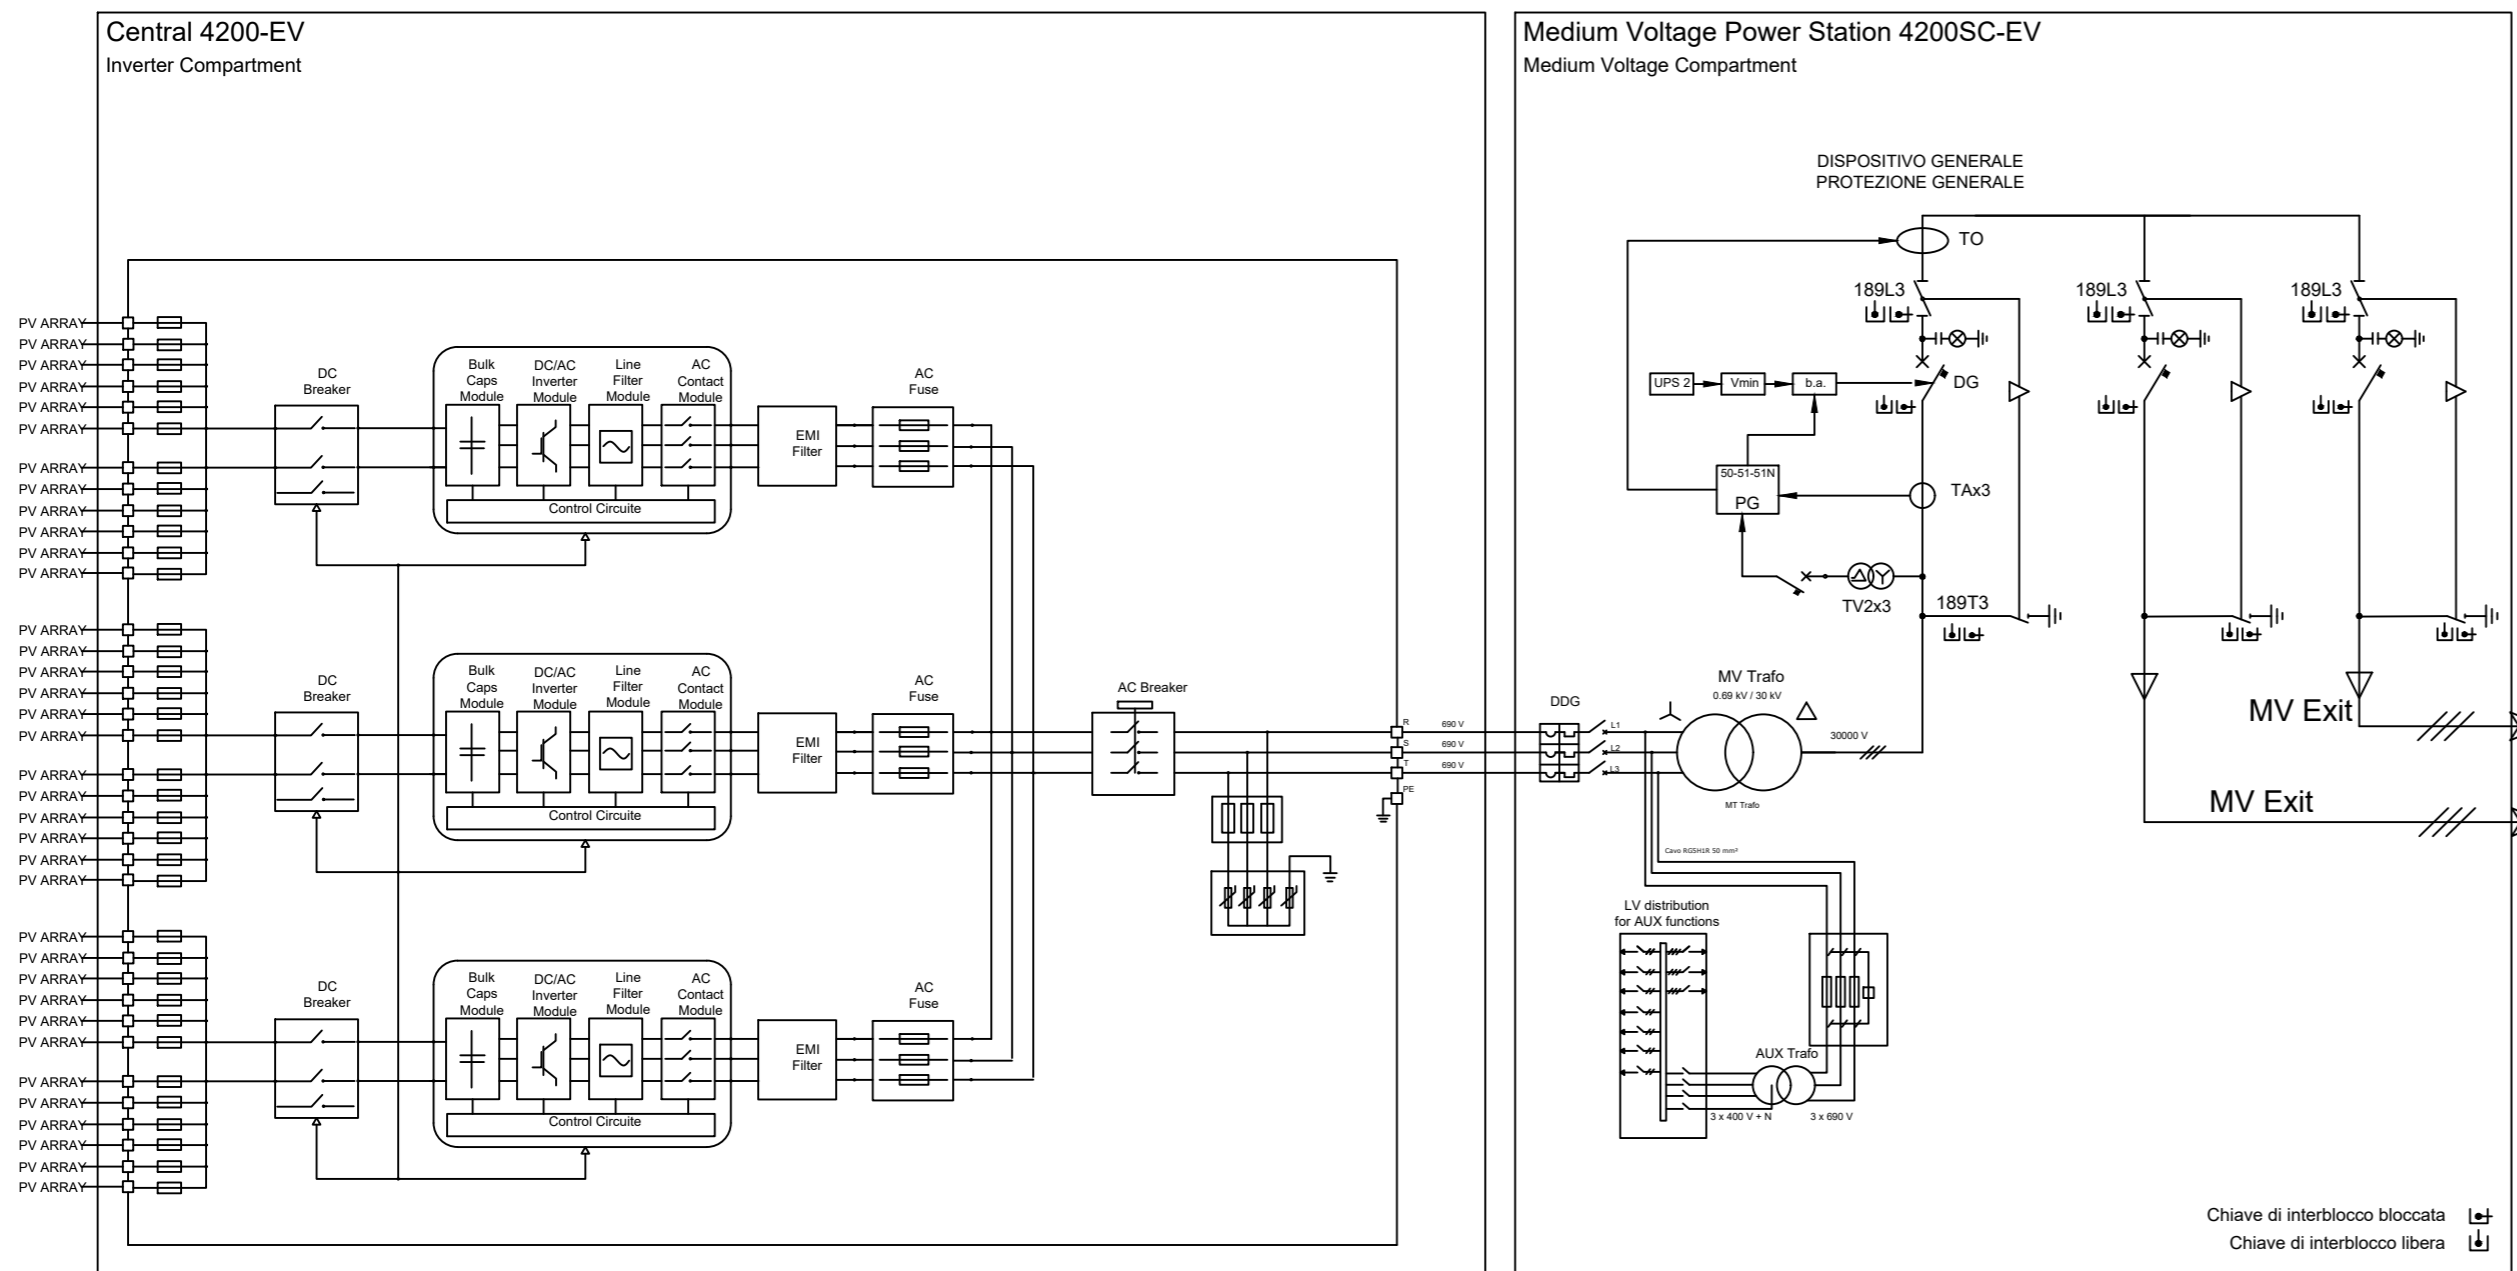 Central 4200-EV
Inverter Compartment
PV ARRAY
PV ARRAY
PV ARRAY
PV ARRAY
PV ARRAY
PV ARRAY
PV ARRAY
PV ARRAY
PV ARRAY
PV ARRAY
PV ARRAY
PV ARRAY
DC
Breaker
Bulk
Caps
Module
DC/AC
Inverter
Module
Line
Filter
Module
AC
Contact
Module
Control Circuite
EMI
Filter
AC
Fuse
PV ARRAY
PV ARRAY
PV ARRAY
PV ARRAY
PV ARRAY
PV ARRAY
PV ARRAY
PV ARRAY
PV ARRAY
PV ARRAY
PV ARRAY
PV ARRAY
DC
Breaker
Bulk
Caps
Module
DC/AC
Inverter
Module
Line
Filter
Module
AC
Contact
Module
Control Circuite
EMI
Filter
AC
Fuse
AC Breaker
PV ARRAY
PV ARRAY
PV ARRAY
PV ARRAY
PV ARRAY
PV ARRAY
PV ARRAY
PV ARRAY
PV ARRAY
PV ARRAY
PV ARRAY
PV ARRAY
DC
Breaker
Bulk
Caps
Module
DC/AC
Inverter
Module
Line
Filter
Module
AC
Contact
Module
Control Circuite
EMI
Filter
AC
Fuse
R
S
T
PE
690 V
690 V
690 V
Medium Voltage Power Station 4200SC-EV
Medium Voltage Compartment
DISPOSITIVO GENERALE
PROTEZIONE GENERALE
TO
189L3
189L3
189L3
UPS 2
Vmin
b.a.
DG
50-51-51N
PG
TAx3
TV2x3
189T3
MV Trafo
0.69 kV / 30 kV
DDG
L1
L2
L3
30000 V
MT Trafo
MV Exit
MV Exit
Cavo RG5H1R 50 mm²
LV distribution
for AUX functions
AUX Trafo
3 x 400 V + N
3 x 690 V
Chiave di interblocco bloccata
Chiave di interblocco libera